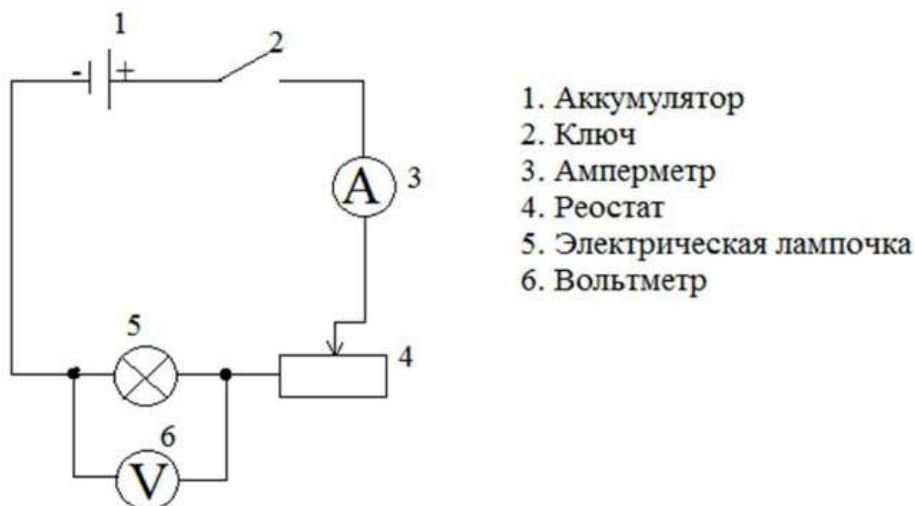 1
2
- +
A
3
5
4
6
V
1. Аккумулятор
2. Ключ
3. Амперметр
4. Реостат
5. Электрическая лампочка
6. Вольтметр